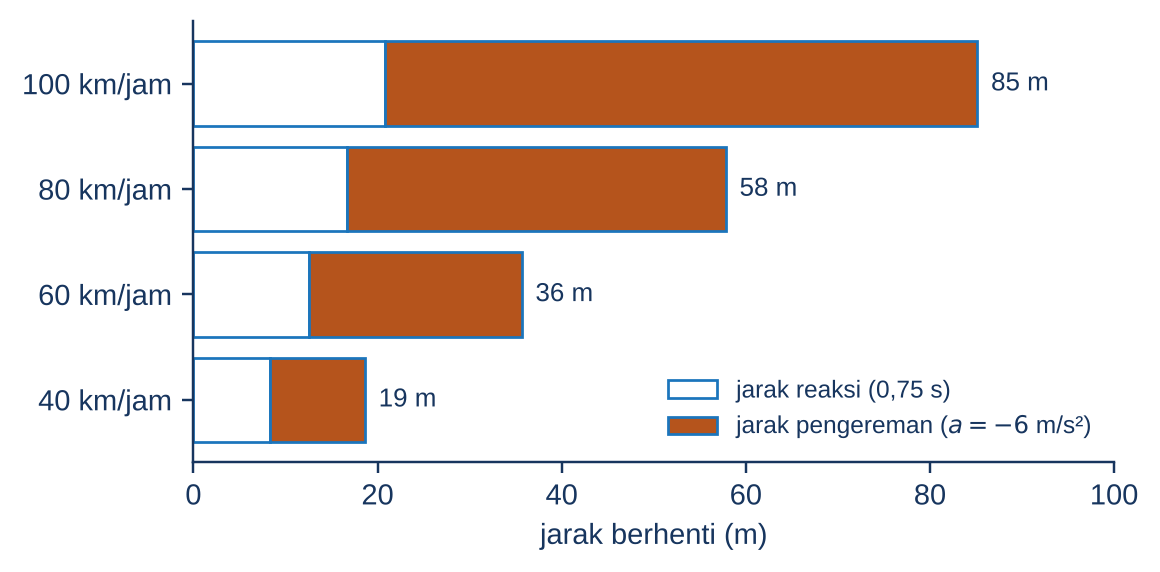 100 km/jam
85 m
80 km/jam
58 m
60 km/jam
36 m
40 km/jam
19 m
jarak reaksi (0,75 s)
jarak pengereman (a = −6 m/s²)
0 20 40 60 80 100
jarak berhenti (m)